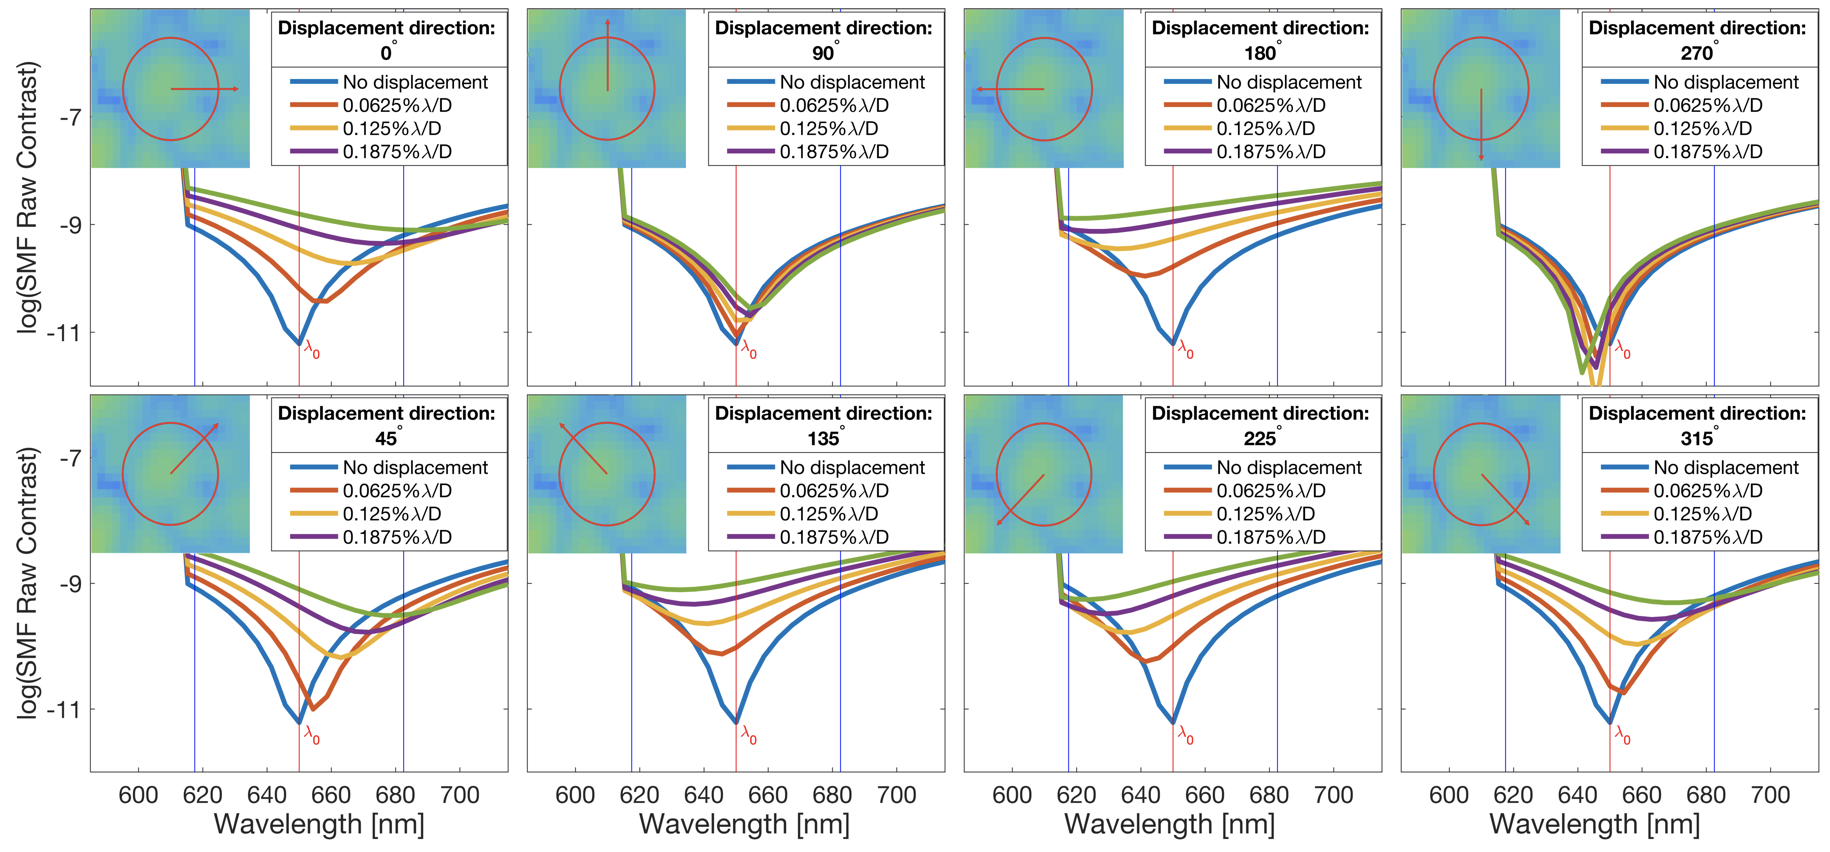 Displacement direction:
0°
No displacement
0.0625%λ/D
0.125%λ/D
0.1875%λ/D
log(SMF Raw Contrast)
-7
-9
-11
λ0
Displacement direction:
90°
No displacement
0.0625%λ/D
0.125%λ/D
0.1875%λ/D
λ0
Displacement direction:
180°
No displacement
0.0625%λ/D
0.125%λ/D
0.1875%λ/D
λ0
Displacement direction:
270°
No displacement
0.0625%λ/D
0.125%λ/D
0.1875%λ/D
λ0
Displacement direction:
45°
No displacement
0.0625%λ/D
0.125%λ/D
0.1875%λ/D
log(SMF Raw Contrast)
-7
-9
-11
λ0
600 620 640 660 680 700
Wavelength [nm]
Displacement direction:
135°
No displacement
0.0625%λ/D
0.125%λ/D
0.1875%λ/D
λ0
600 620 640 660 680 700
Wavelength [nm]
Displacement direction:
225°
No displacement
0.0625%λ/D
0.125%λ/D
0.1875%λ/D
λ0
600 620 640 660 680 700
Wavelength [nm]
Displacement direction:
315°
No displacement
0.0625%λ/D
0.125%λ/D
0.1875%λ/D
λ0
600 620 640 660 680 700
Wavelength [nm]